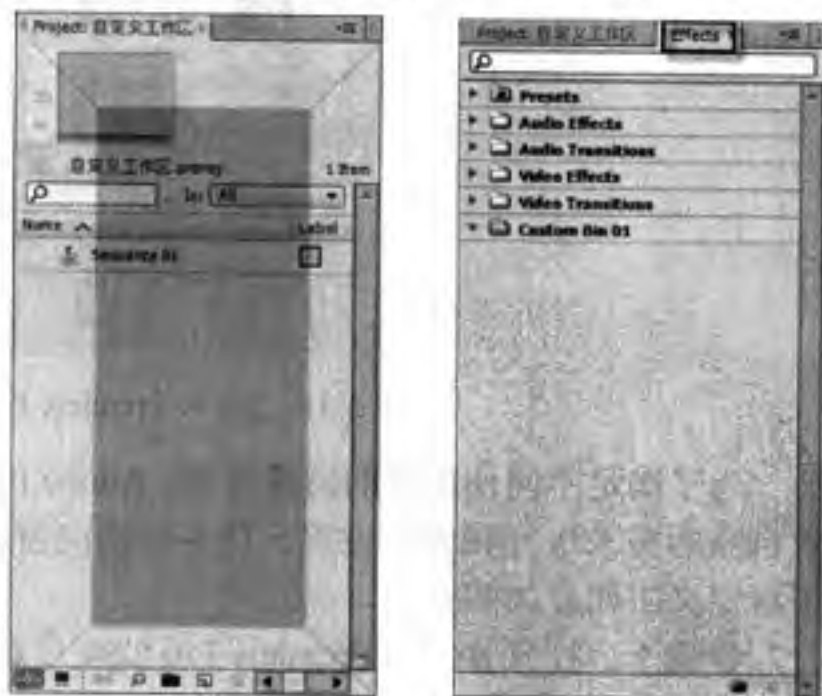 Project: 自定义工作区
自定义工作区.prproj
1 Item
In: All
Name
Label
Sequence 01
Project: 自定义工作区
Effects
Presets
Audio Effects
Audio Transitions
Video Effects
Video Transitions
Custom Bin 01